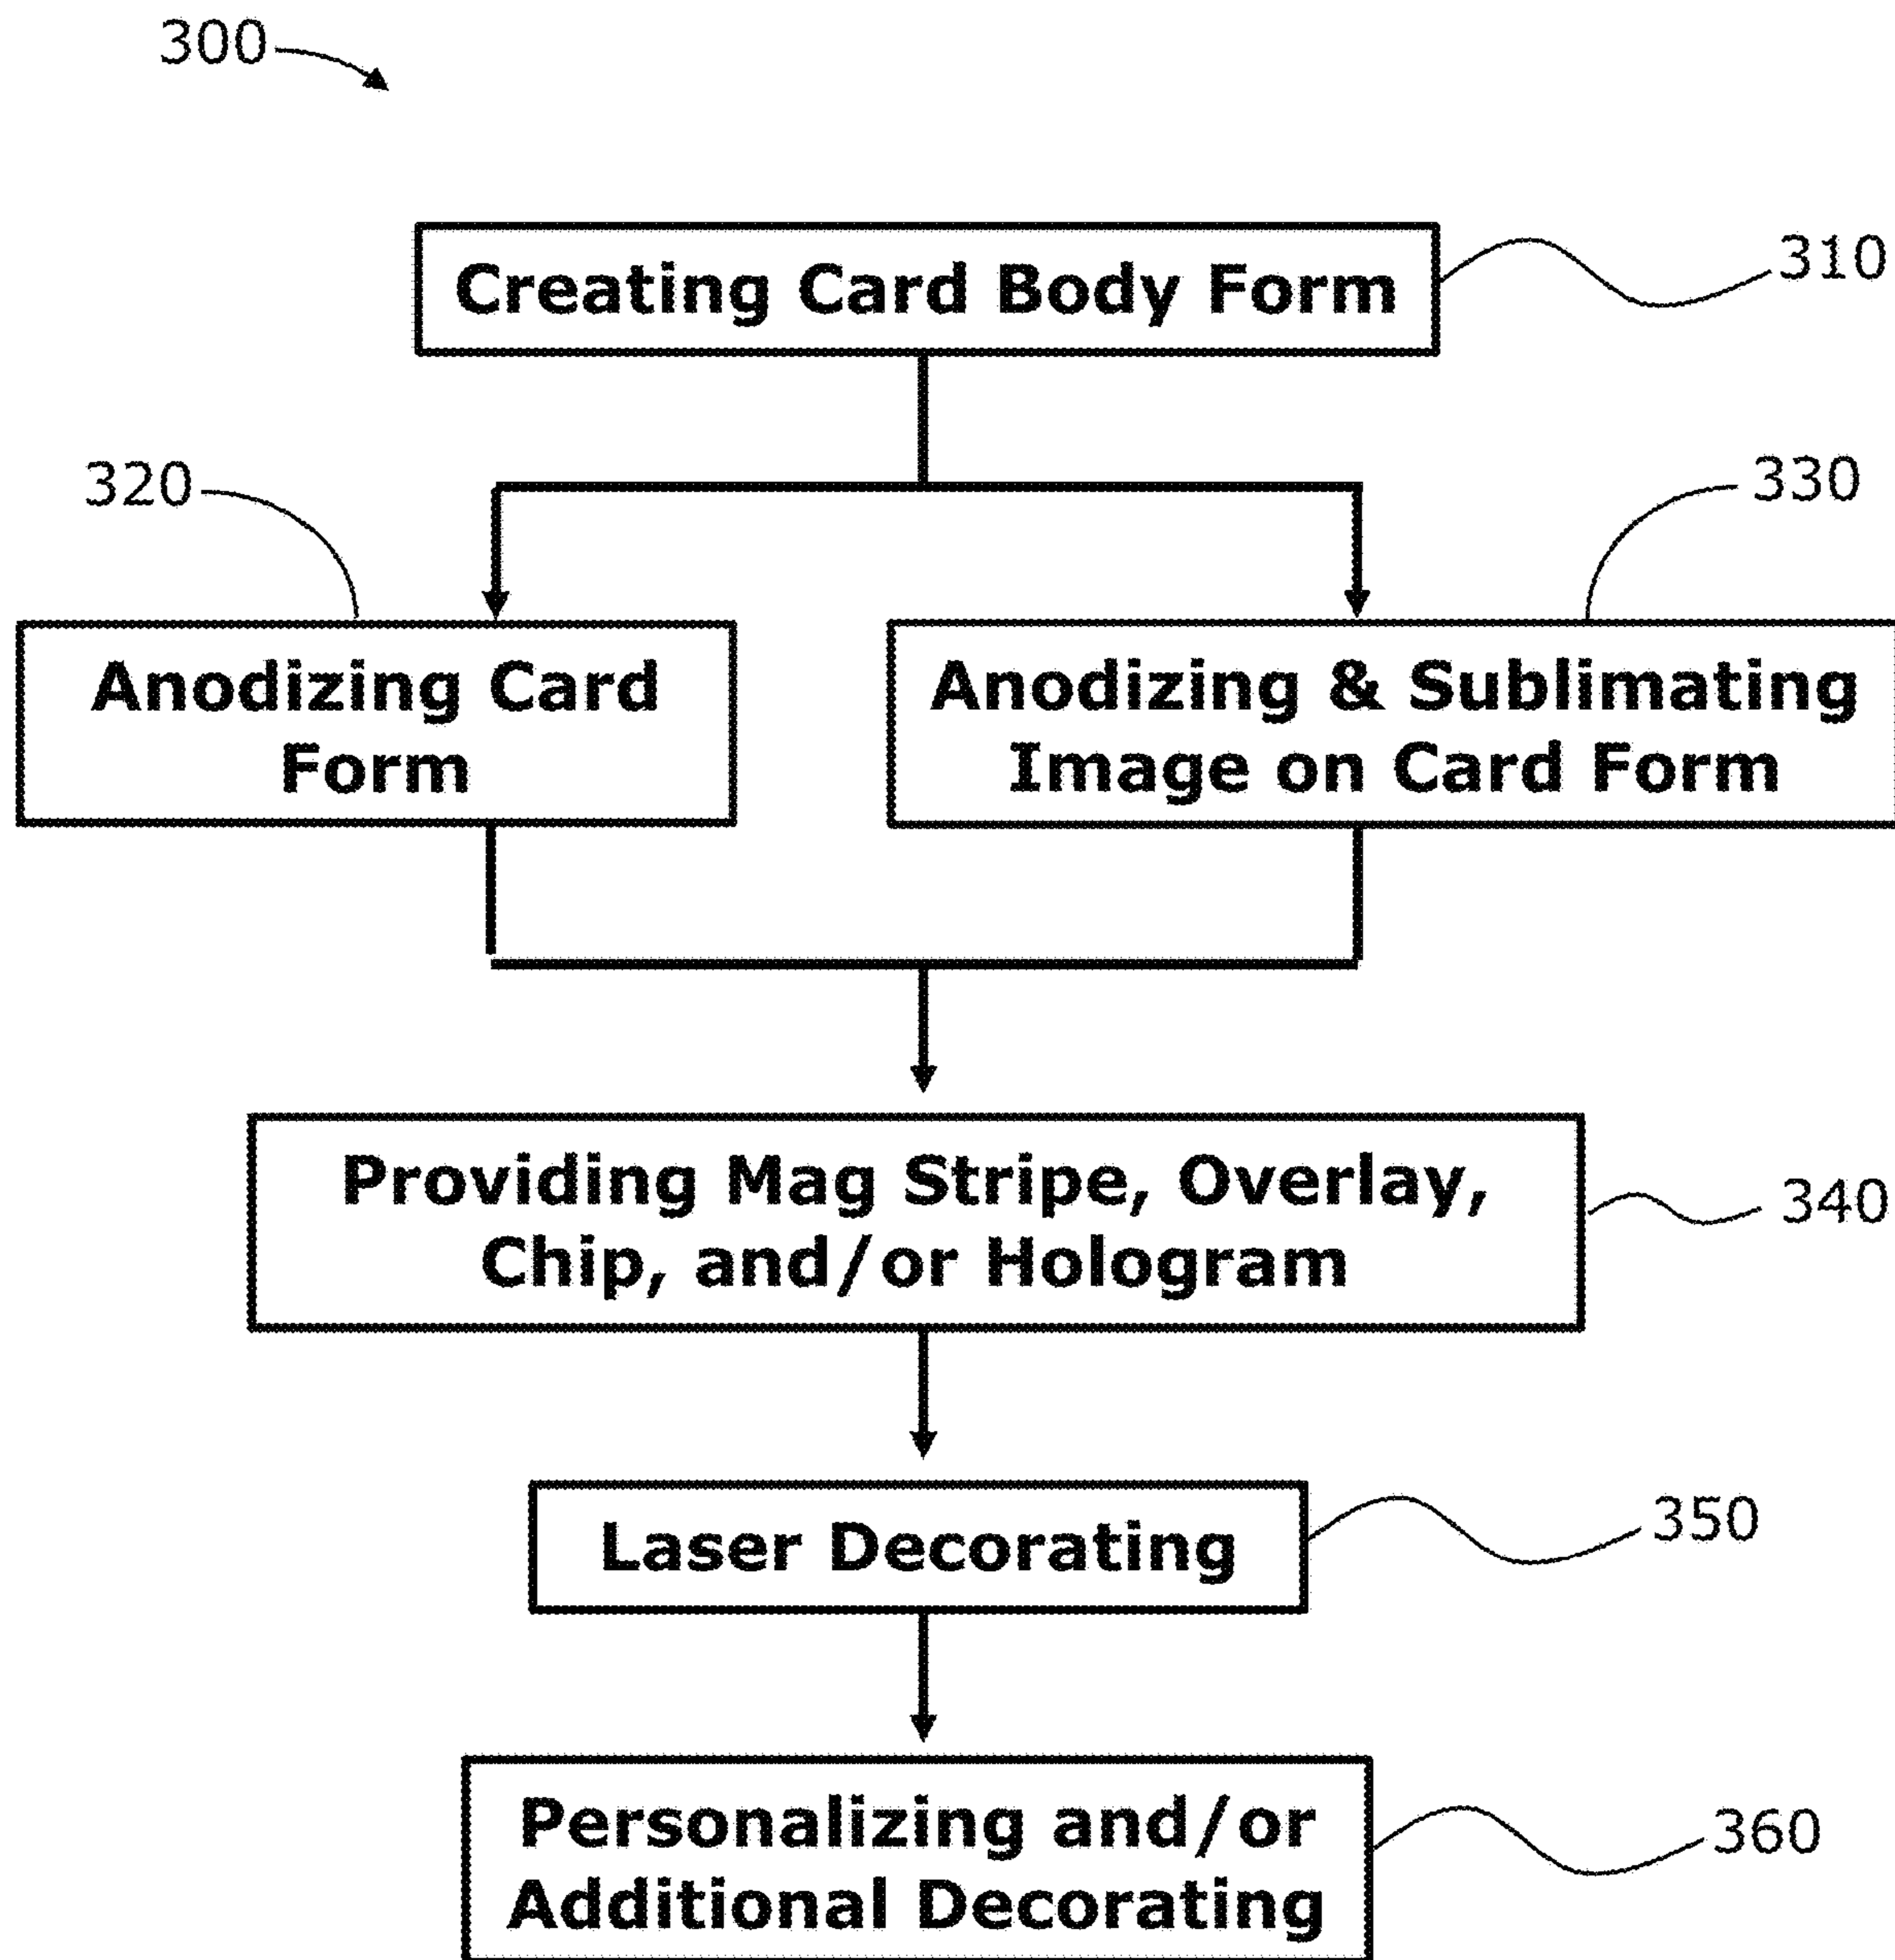 300
Creating Card Body Form
310
320
330
Anodizing Card
Form
Anodizing & Sublimating
Image on Card Form
Providing Mag Stripe, Overlay,
Chip, and/or Hologram
340
Laser Decorating
350
Personalizing and/or
Additional Decorating
360